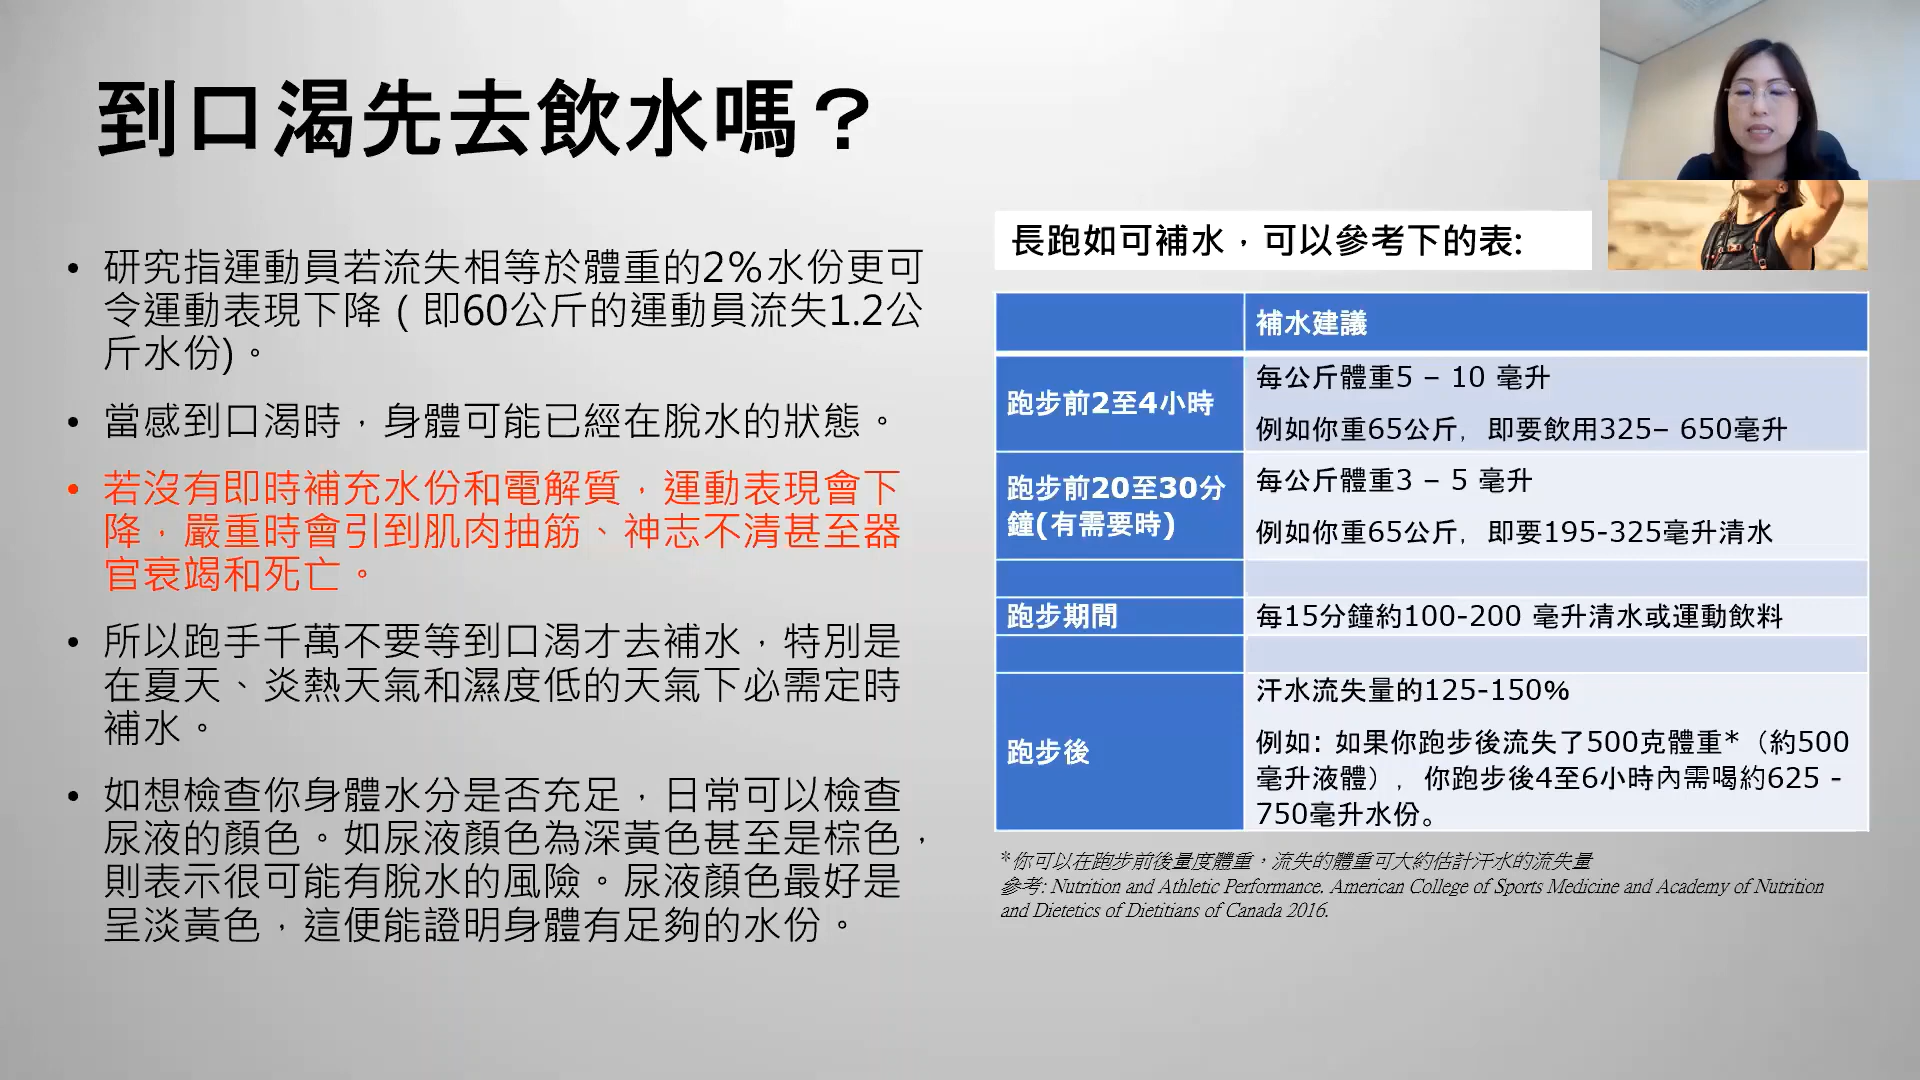 到口渴先去飲水嗎？
• 研究指運動員若流失相等於體重的2%水份更可
令運動表現下降（即60公斤的運動員流失1.2公
斤水份)。
• 當感到口渴時，身體可能已經在脫水的狀態。
• 若沒有即時補充水份和電解質，運動表現會下
降，嚴重時會引到肌肉抽筋、神志不清甚至器
官衰竭和死亡。
• 所以跑手千萬不要等到口渴才去補水，特別是
在夏天、炎熱天氣和濕度低的天氣下必需定時
補水。
• 如想檢查你身體水分是否充足，日常可以檢查
尿液的顏色。如尿液顏色為深黃色甚至是棕色，
則表示很可能有脫水的風險。尿液顏色最好是
呈淡黃色，這便能證明身體有足夠的水份。
長跑如可補水，可以參考下的表:
補水建議
跑步前2至4小時
每公斤體重5 – 10 毫升
例如你重65公斤，即要飲用325– 650毫升
跑步前20至30分
鐘(有需要時)
每公斤體重3 – 5 毫升
例如你重65公斤，即要195-325毫升清水
跑步期間
每15分鐘約100-200 毫升清水或運動飲料
跑步後
汗水流失量的125-150%
例如: 如果你跑步後流失了500克體重*（約500
毫升液體），你跑步後4至6小時內需喝約625 -
750毫升水份。
*你可以在跑步前後量度體重，流失的體重可大約估計汗水的流失量
參考: Nutrition and Athletic Performance. American College of Sports Medicine and Academy of Nutrition
and Dietetics of Dietitians of Canada 2016.